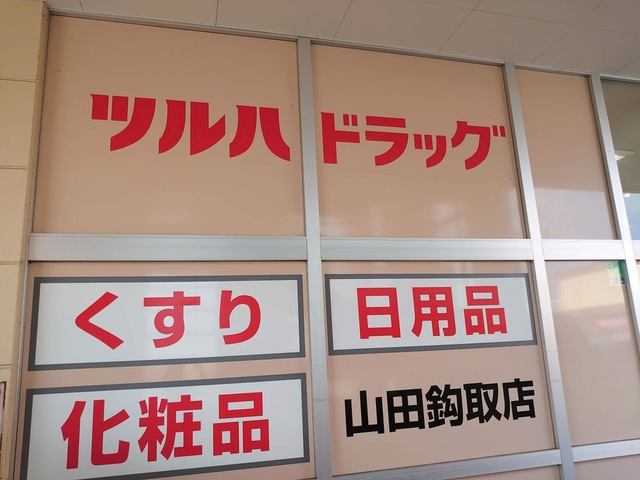 ツルハドラッグ
くすり
日用品
化粧品
山田鈎取店